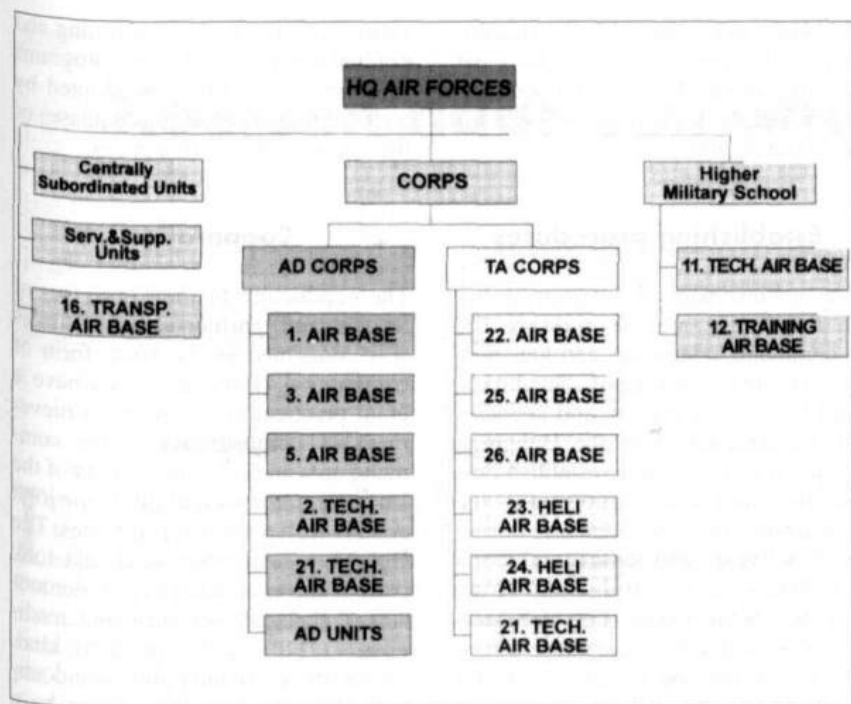 HQ AIR FORCES
Centrally
Subordinated Units
Serv.&Supp.
Units
16. TRANSP.
AIR BASE
CORPS
AD CORPS
1. AIR BASE
3. AIR BASE
5. AIR BASE
2. TECH.
AIR BASE
21. TECH.
AIR BASE
AD UNITS
TA CORPS
22. AIR BASE
25. AIR BASE
26. AIR BASE
23. HELI
AIR BASE
24. HELI
AIR BASE
21. TECH.
AIR BASE
Higher
Military School
11. TECH. AIR BASE
12. TRAINING
AIR BASE